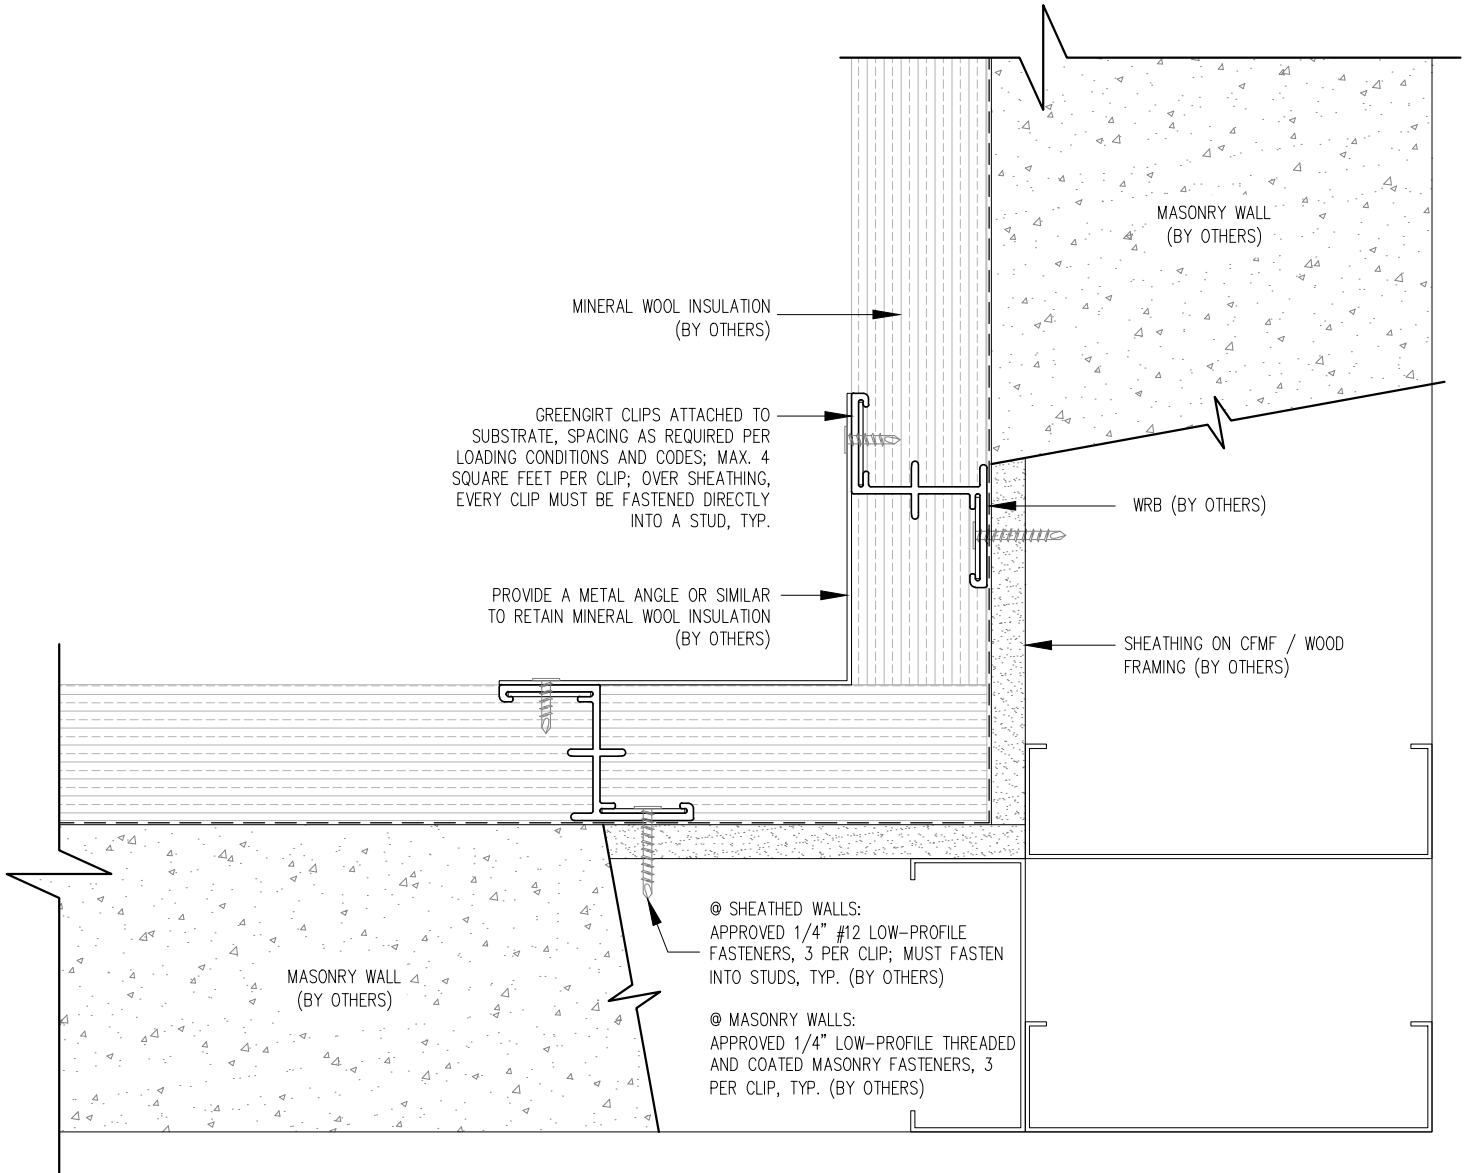 MASONRY WALL
(BY OTHERS)
MINERAL WOOL INSULATION
(BY OTHERS)
GREENGIRT CLIPS ATTACHED TO
SUBSTRATE, SPACING AS REQUIRED PER
LOADING CONDITIONS AND CODES; MAX. 4
SQUARE FEET PER CLIP; OVER SHEATHING,
EVERY CLIP MUST BE FASTENED DIRECTLY
INTO A STUD, TYP.
WRB (BY OTHERS)
PROVIDE A METAL ANGLE OR SIMILAR
TO RETAIN MINERAL WOOL INSULATION
(BY OTHERS)
SHEATHING ON CFMF / WOOD
FRAMING (BY OTHERS)
@ SHEATHED WALLS:
APPROVED 1/4" #12 LOW-PROFILE
FASTENERS, 3 PER CLIP; MUST FASTEN
INTO STUDS, TYP. (BY OTHERS)
MASONRY WALL
(BY OTHERS)
@ MASONRY WALLS:
APPROVED 1/4" LOW-PROFILE THREADED
AND COATED MASONRY FASTENERS, 3
PER CLIP, TYP. (BY OTHERS)